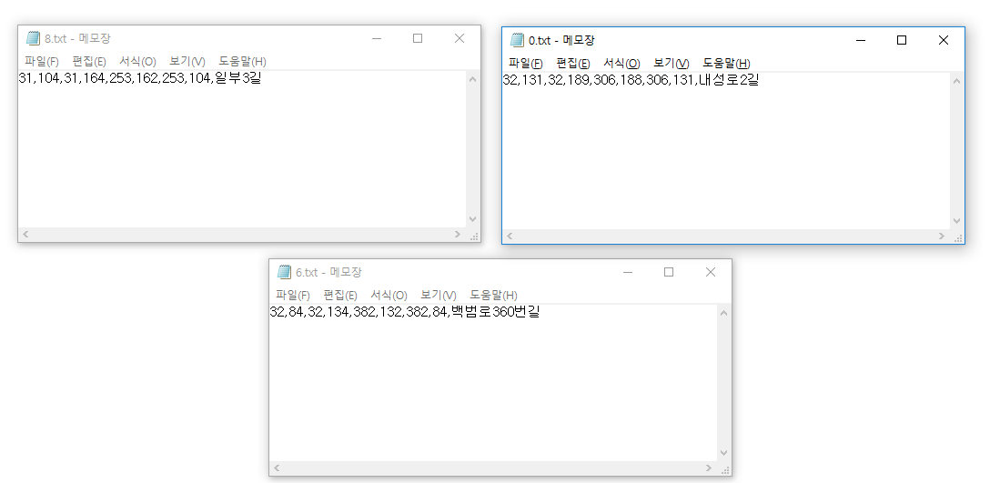 8.txt - 메모장
파일(F) 편집(E) 서식(O) 보기(V) 도움말(H)
31,104,31,164,253,162,253,104,일부3길
0.txt - 메모장
파일(F) 편집(E) 서식(O) 보기(V) 도움말(H)
32,131,32,189,306,188,306,131,내성로2길
6.txt - 메모장
파일(F) 편집(E) 서식(O) 보기(V) 도움말(H)
32,84,32,134,382,132,382,84,백범로360번길